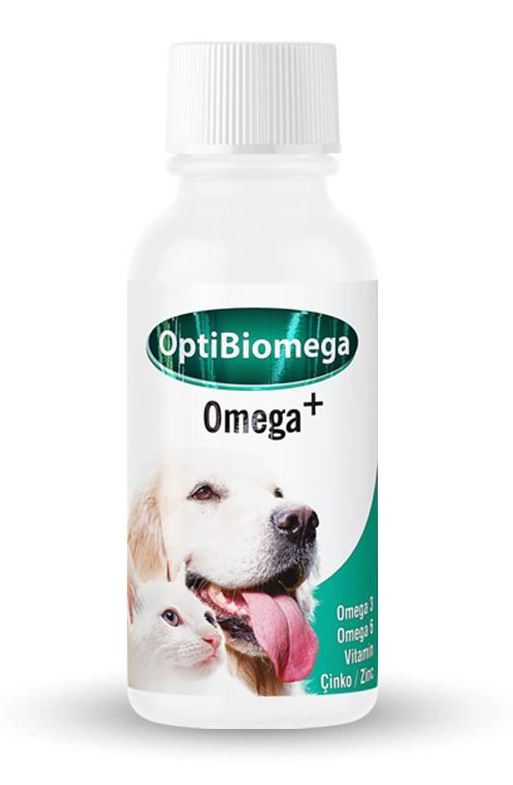 OptiBiomega
Omega+
Omega 3
Omega 6
Vitamin
Çinko / Zinc